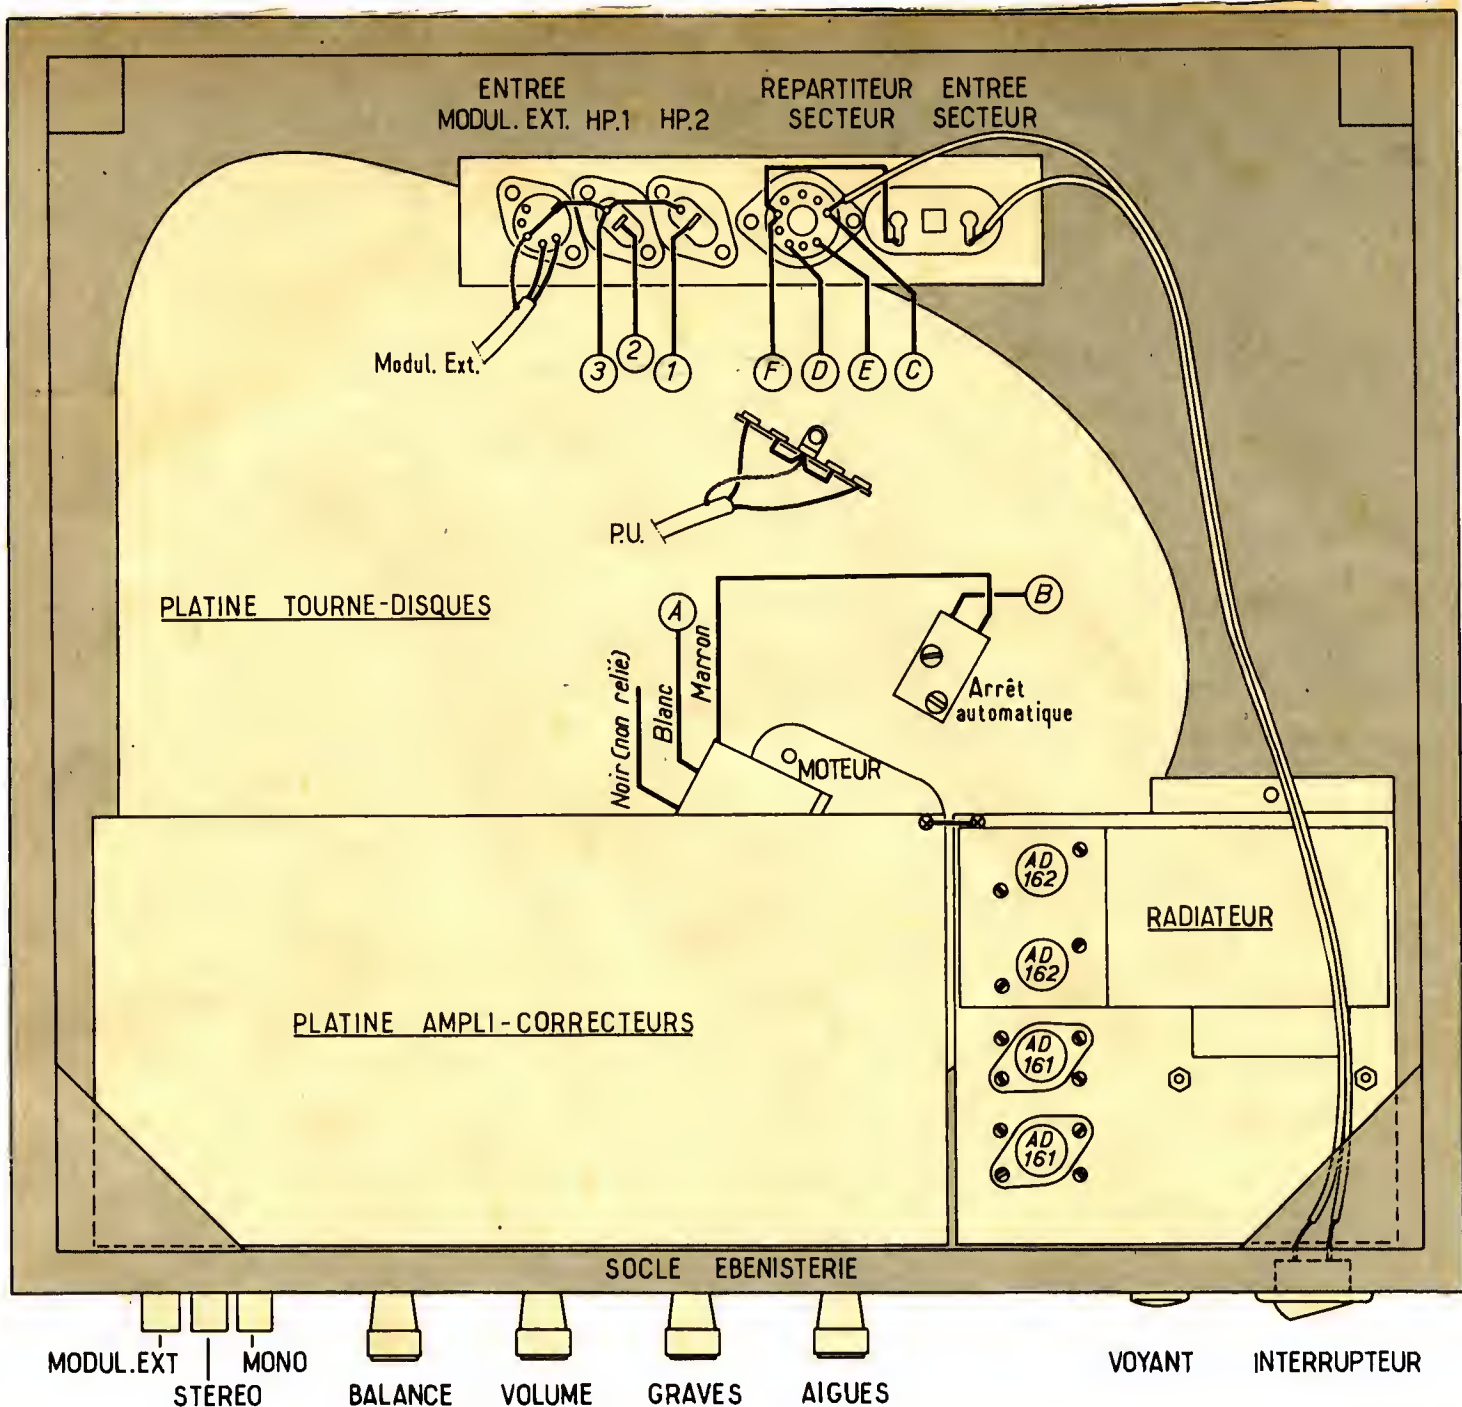 ENTREE
MODUL. EXT. HP.1 HP.2
REPARTITEUR
SECTEUR
ENTREE
SECTEUR
Modul. Ext.
3
2
1
F
D
E
C
P.U.
PLATINE TOURNE-DISQUES
A
B
Noir (non relié)
Blanc
Marron
Arrêt
automatique
MOTEUR
AD
162
AD
162
RADIATEUR
PLATINE AMPLI-CORRECTEURS
AD
161
AD
161
SOCLE EBENISTERIE
MODUL.EXT
STEREO
MONO
BALANCE
VOLUME
GRAVES
AIGUES
VOYANT
INTERRUPTEUR